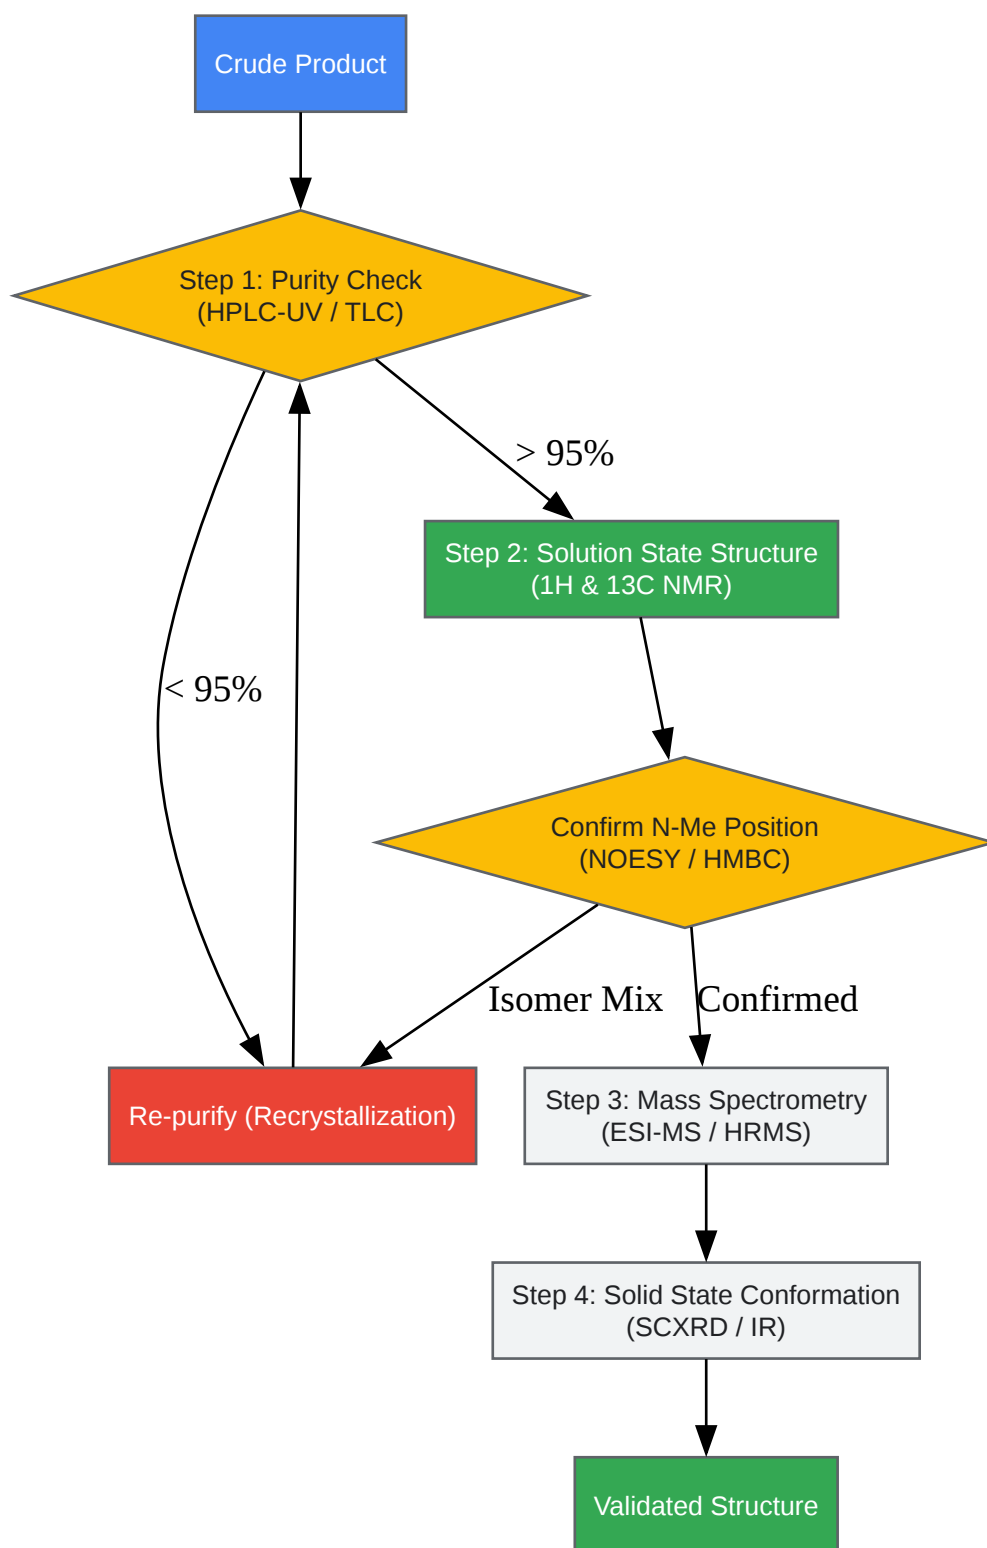 Crude Product
Step 1: Purity Check
(HPLC-UV / TLC)
> 95%
Step 2: Solution State Structure
(1H & 13C NMR)
< 95%
Confirm N-Me Position
(NOESY / HMBC)
Isomer Mix
Confirmed
Re-purify (Recrystallization)
Step 3: Mass Spectrometry
(ESI-MS / HRMS)
Step 4: Solid State Conformation
(SCXRD / IR)
Validated Structure